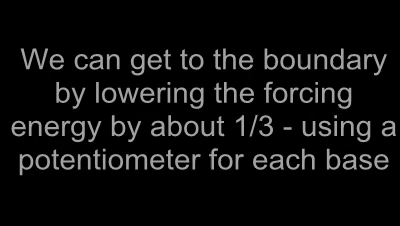 We can get to the boundary
by lowering the forcing
energy by about 1/3 - using a
potentiometer for each base